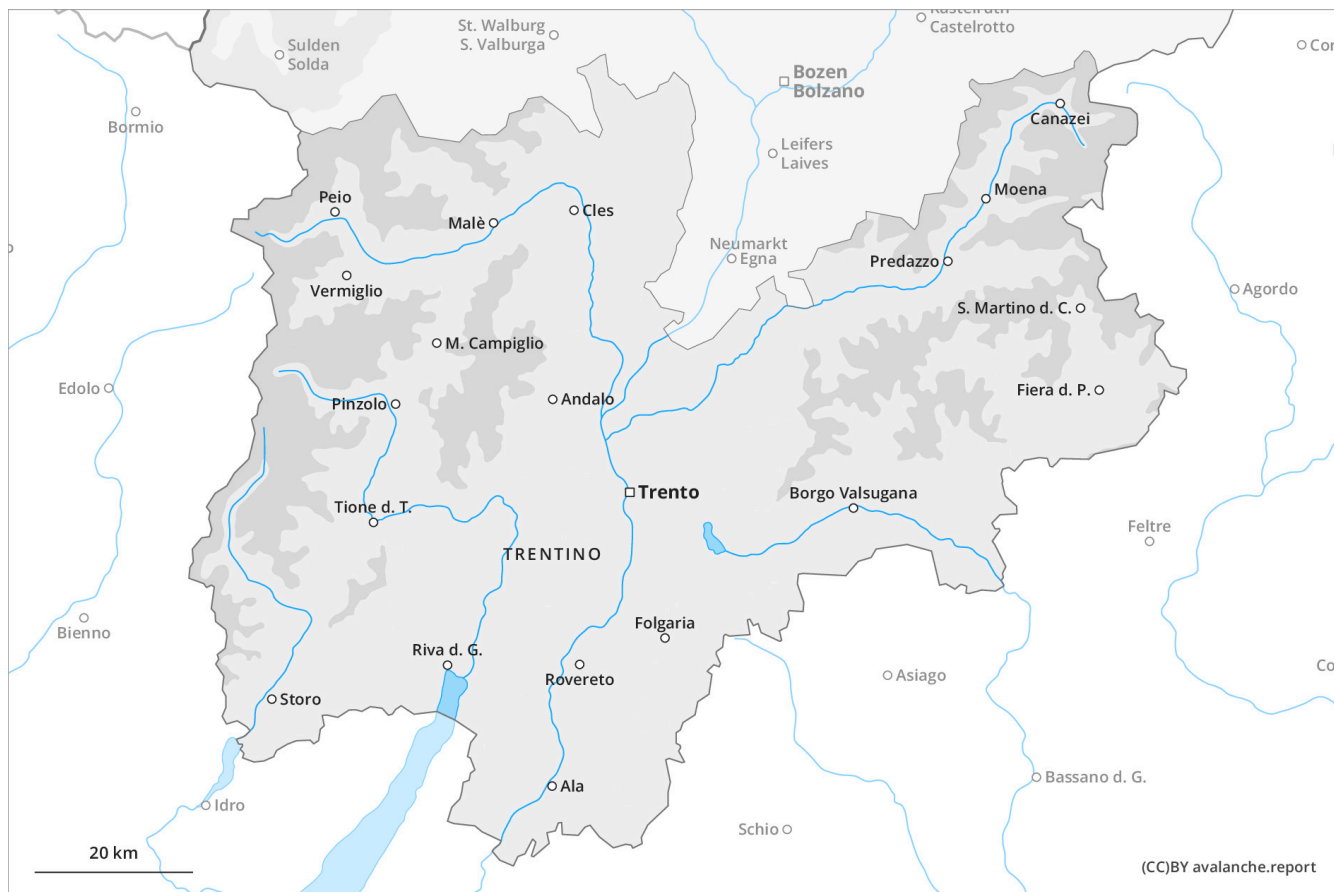 Kastelruth
Castelrotto
St. Walburg
S. Valburga
Sulden
Solda
Bozen
Bolzano
Bormio
Canazei
Leifers
Laives
Moena
Peio
Malè
Cles
Neumarkt
Egna
Predazzo
Vermiglio
Agordo
S. Martino d. C.
M. Campiglio
Edolo
Pinzolo
Andalo
Fiera d. P.
Trento
Borgo Valsugana
Tione d. T.
Feltre
TRENTINO
Bienno
Folgaria
Riva d. G.
Rovereto
Asiago
Storo
Ala
Bassano d. G.
Idro
Schio
20 km
(CC)BY avalanche.report